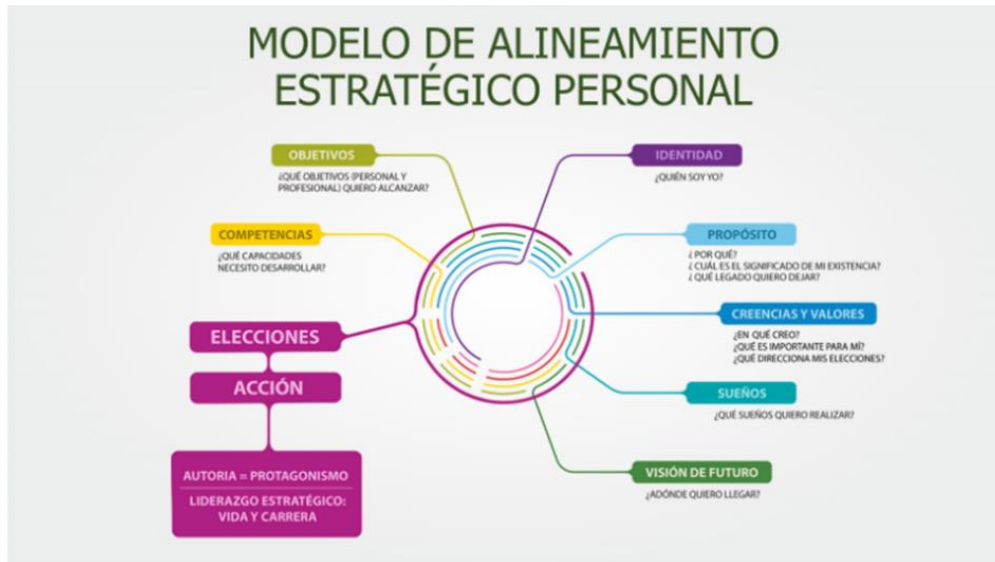 MODELO DE ALINEAMIENTO
ESTRATÉGICO PERSONAL
OBJETIVOS
¿QUÉ OBJETIVOS (PERSONAL Y
PROFESIONAL) QUIERO ALCANZAR?
COMPETENCIAS
¿QUÉ CAPACIDADES
NECESITO DESARROLLAR?
ELECCIONES
ACCIÓN
AUTORIA = PROTAGONISMO
LIDERAZGO ESTRATÉGICO:
VIDA Y CARRERA
IDENTIDAD
¿QUIÉN SOY YO?
PROPÓSITO
¿ POR QUÉ?
¿ CUÁL ES EL SIGNIFICADO DE MI EXISTENCIA?
¿ QUÉ LEGADO QUIERO DEJAR?
CREENCIAS Y VALORES
¿EN QUÉ CREO?
¿QUÉ ES IMPORTANTE PARA MÍ?
¿QUÉ DIRECCIONA MIS ELECCIONES?
SUEÑOS
¿QUÉ SUEÑOS QUIERO REALIZAR?
VISIÓN DE FUTURO
¿ADÓNDE QUIERO LLEGAR?